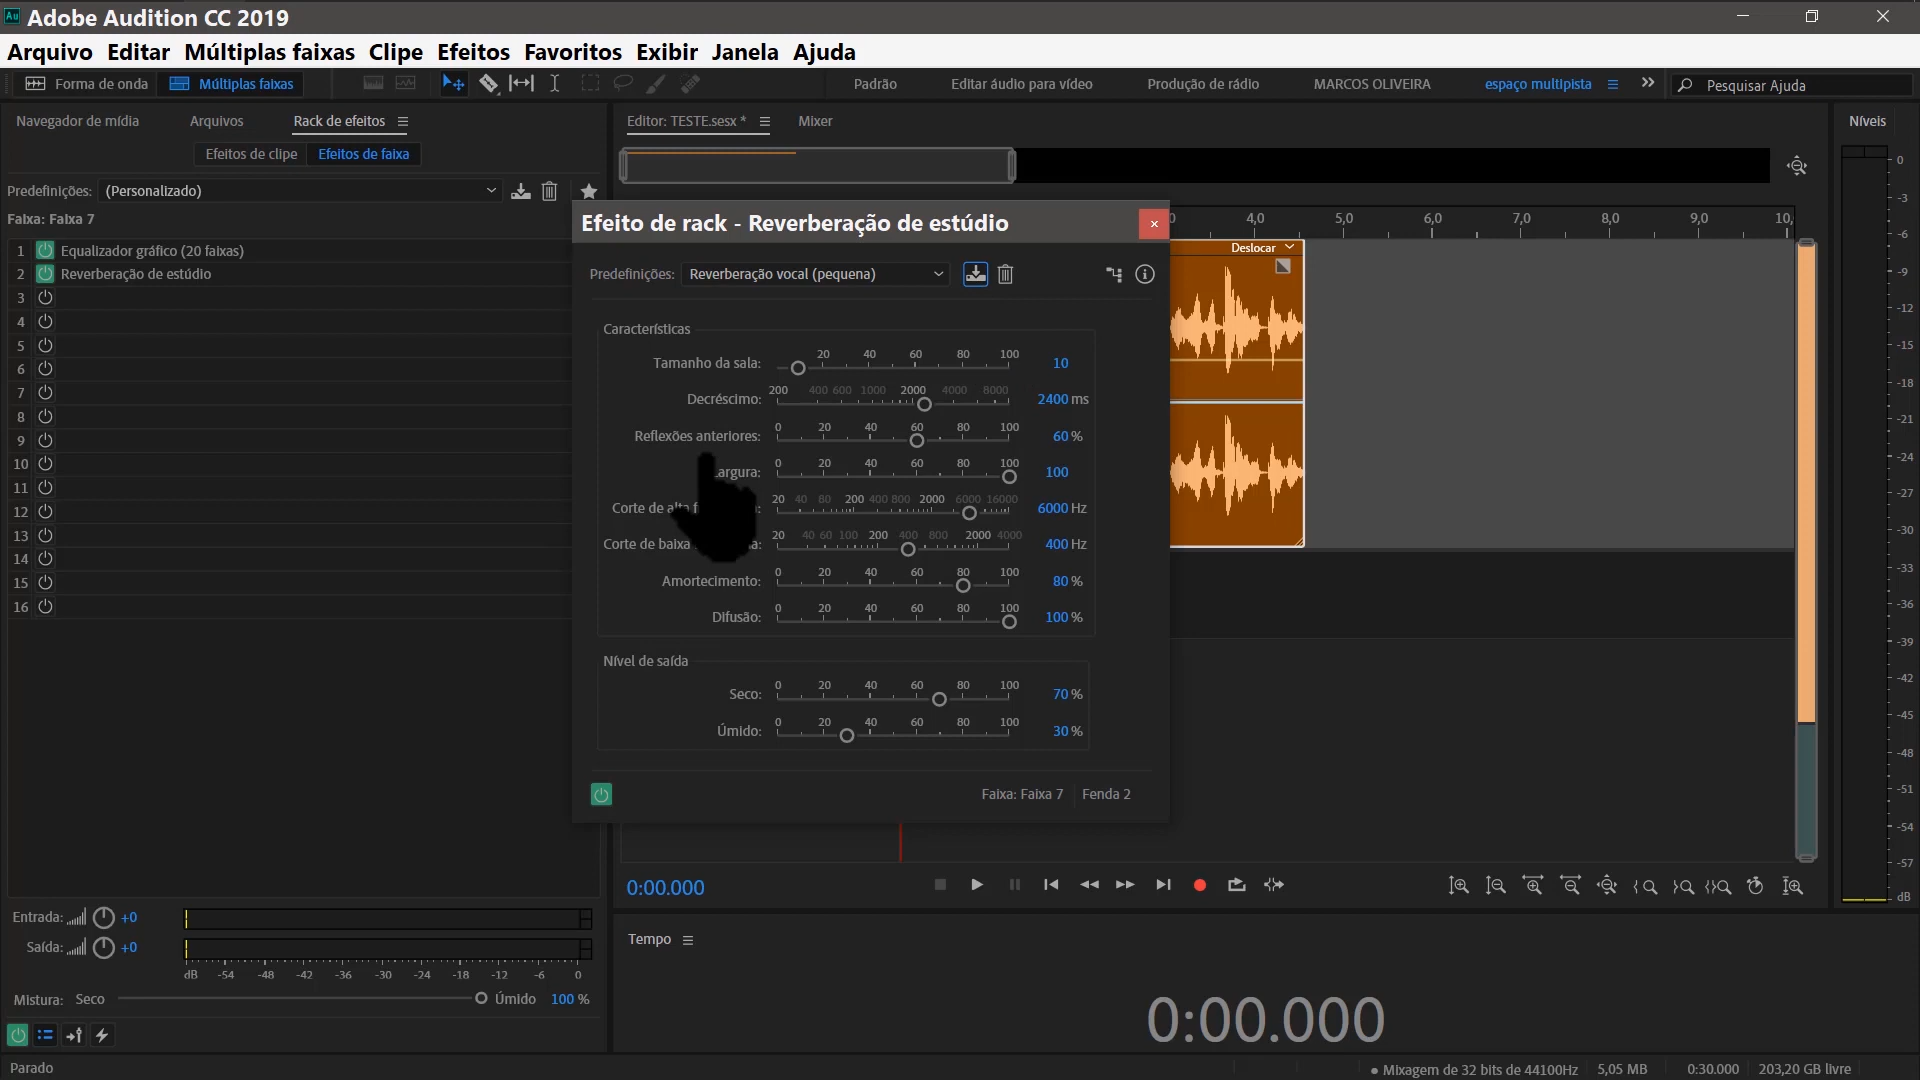 Au Adobe Audition CC 2019
Arquivo Editar Múltiplas faixas Clipe Efeitos Favoritos Exibir Janela Ajuda
Forma de onda Múltiplas faixas Padrão Editar áudio para vídeo Produção de rádio MARCOS OLIVEIRA espaço multipista Pesquisar Ajuda
Navegador de mídia Arquivos Rack de efeitos
Efeitos de clipe Efeitos de faixa
Predefinições: (Personalizado)
Faixa: Faixa 7
1 Equalizador gráfico (20 faixas)
2 Reverberação de estúdio
3
4
5
6
7
8
9
10
11
12
13
14
15
16
Entrada: +0
Saída: +0
dB -54 -48 -42 -36 -30 -24 -18 -12 -6 0
Mistura: Seco Úmido 100 %
Parado
Editor: TESTE.sesx * Mixer
4,0 5,0 6,0 7,0 8,0 9,0 10,
Deslocar
Efeito de rack - Reverberação de estúdio
Predefinições: Reverberação vocal (pequena)
Características
20 40 60 80 100
Tamanho da sala: 10
200 400 600 1000 2000 4000 8000
Decréscimo: 2400 ms
0 20 40 60 80 100
Reflexões anteriores: 60 %
0 20 40 60 80 100
Largura: 100
20 40 80 200 400 800 2000 6000 16000
Corte de alta 6000 Hz
20 40 60 100 200 400 800 2000 4000
Corte de baixa 400 Hz
0 20 40 60 80 100
Amortecimento: 80 %
0 20 40 60 80 100
Difusão: 100 %
Nível de saída
0 20 40 60 80 100
Seco: 70 %
0 20 40 60 80 100
Úmido: 30 %
Faixa: Faixa 7 Fenda 2
0:00.000
Tempo
0:00.000
Níveis
0
-3
-6
-9
-12
-15
-18
-21
-24
-27
-30
-33
-36
-39
-42
-45
-48
-51
-54
-57
dB
Mixagem de 32 bits de 44100Hz 5,05 MB 0:30.000 203,20 GB livre